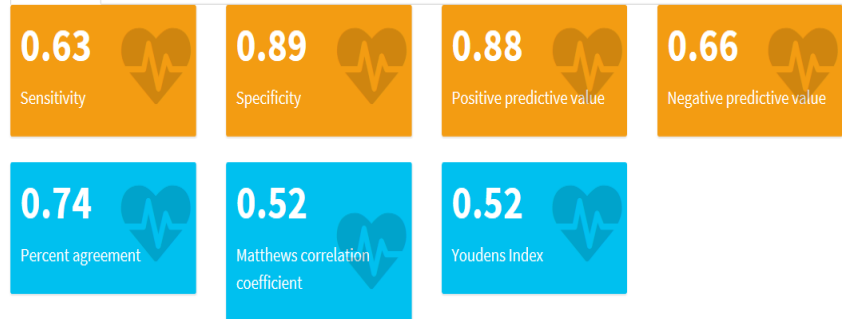 0.63
Sensitivity
0.89
Specificity
0.88
Positive predictive value
0.66
Negative predictive value
0.74
Percent agreement
0.52
Matthews correlation
coefficient
0.52
Youdens Index